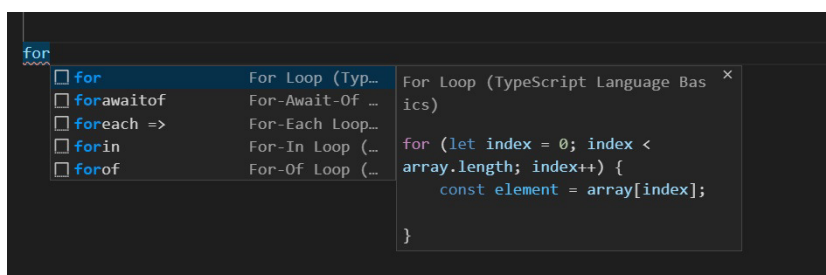 for
for For Loop (Typ…
forawaitof For-Await-Of …
foreach => For-Each Loop…
forin For-In Loop (…
forof For-Of Loop (…
For Loop (TypeScript Language Bas
ics)
for (let index = 0; index <
array.length; index++) {
    const element = array[index];
}